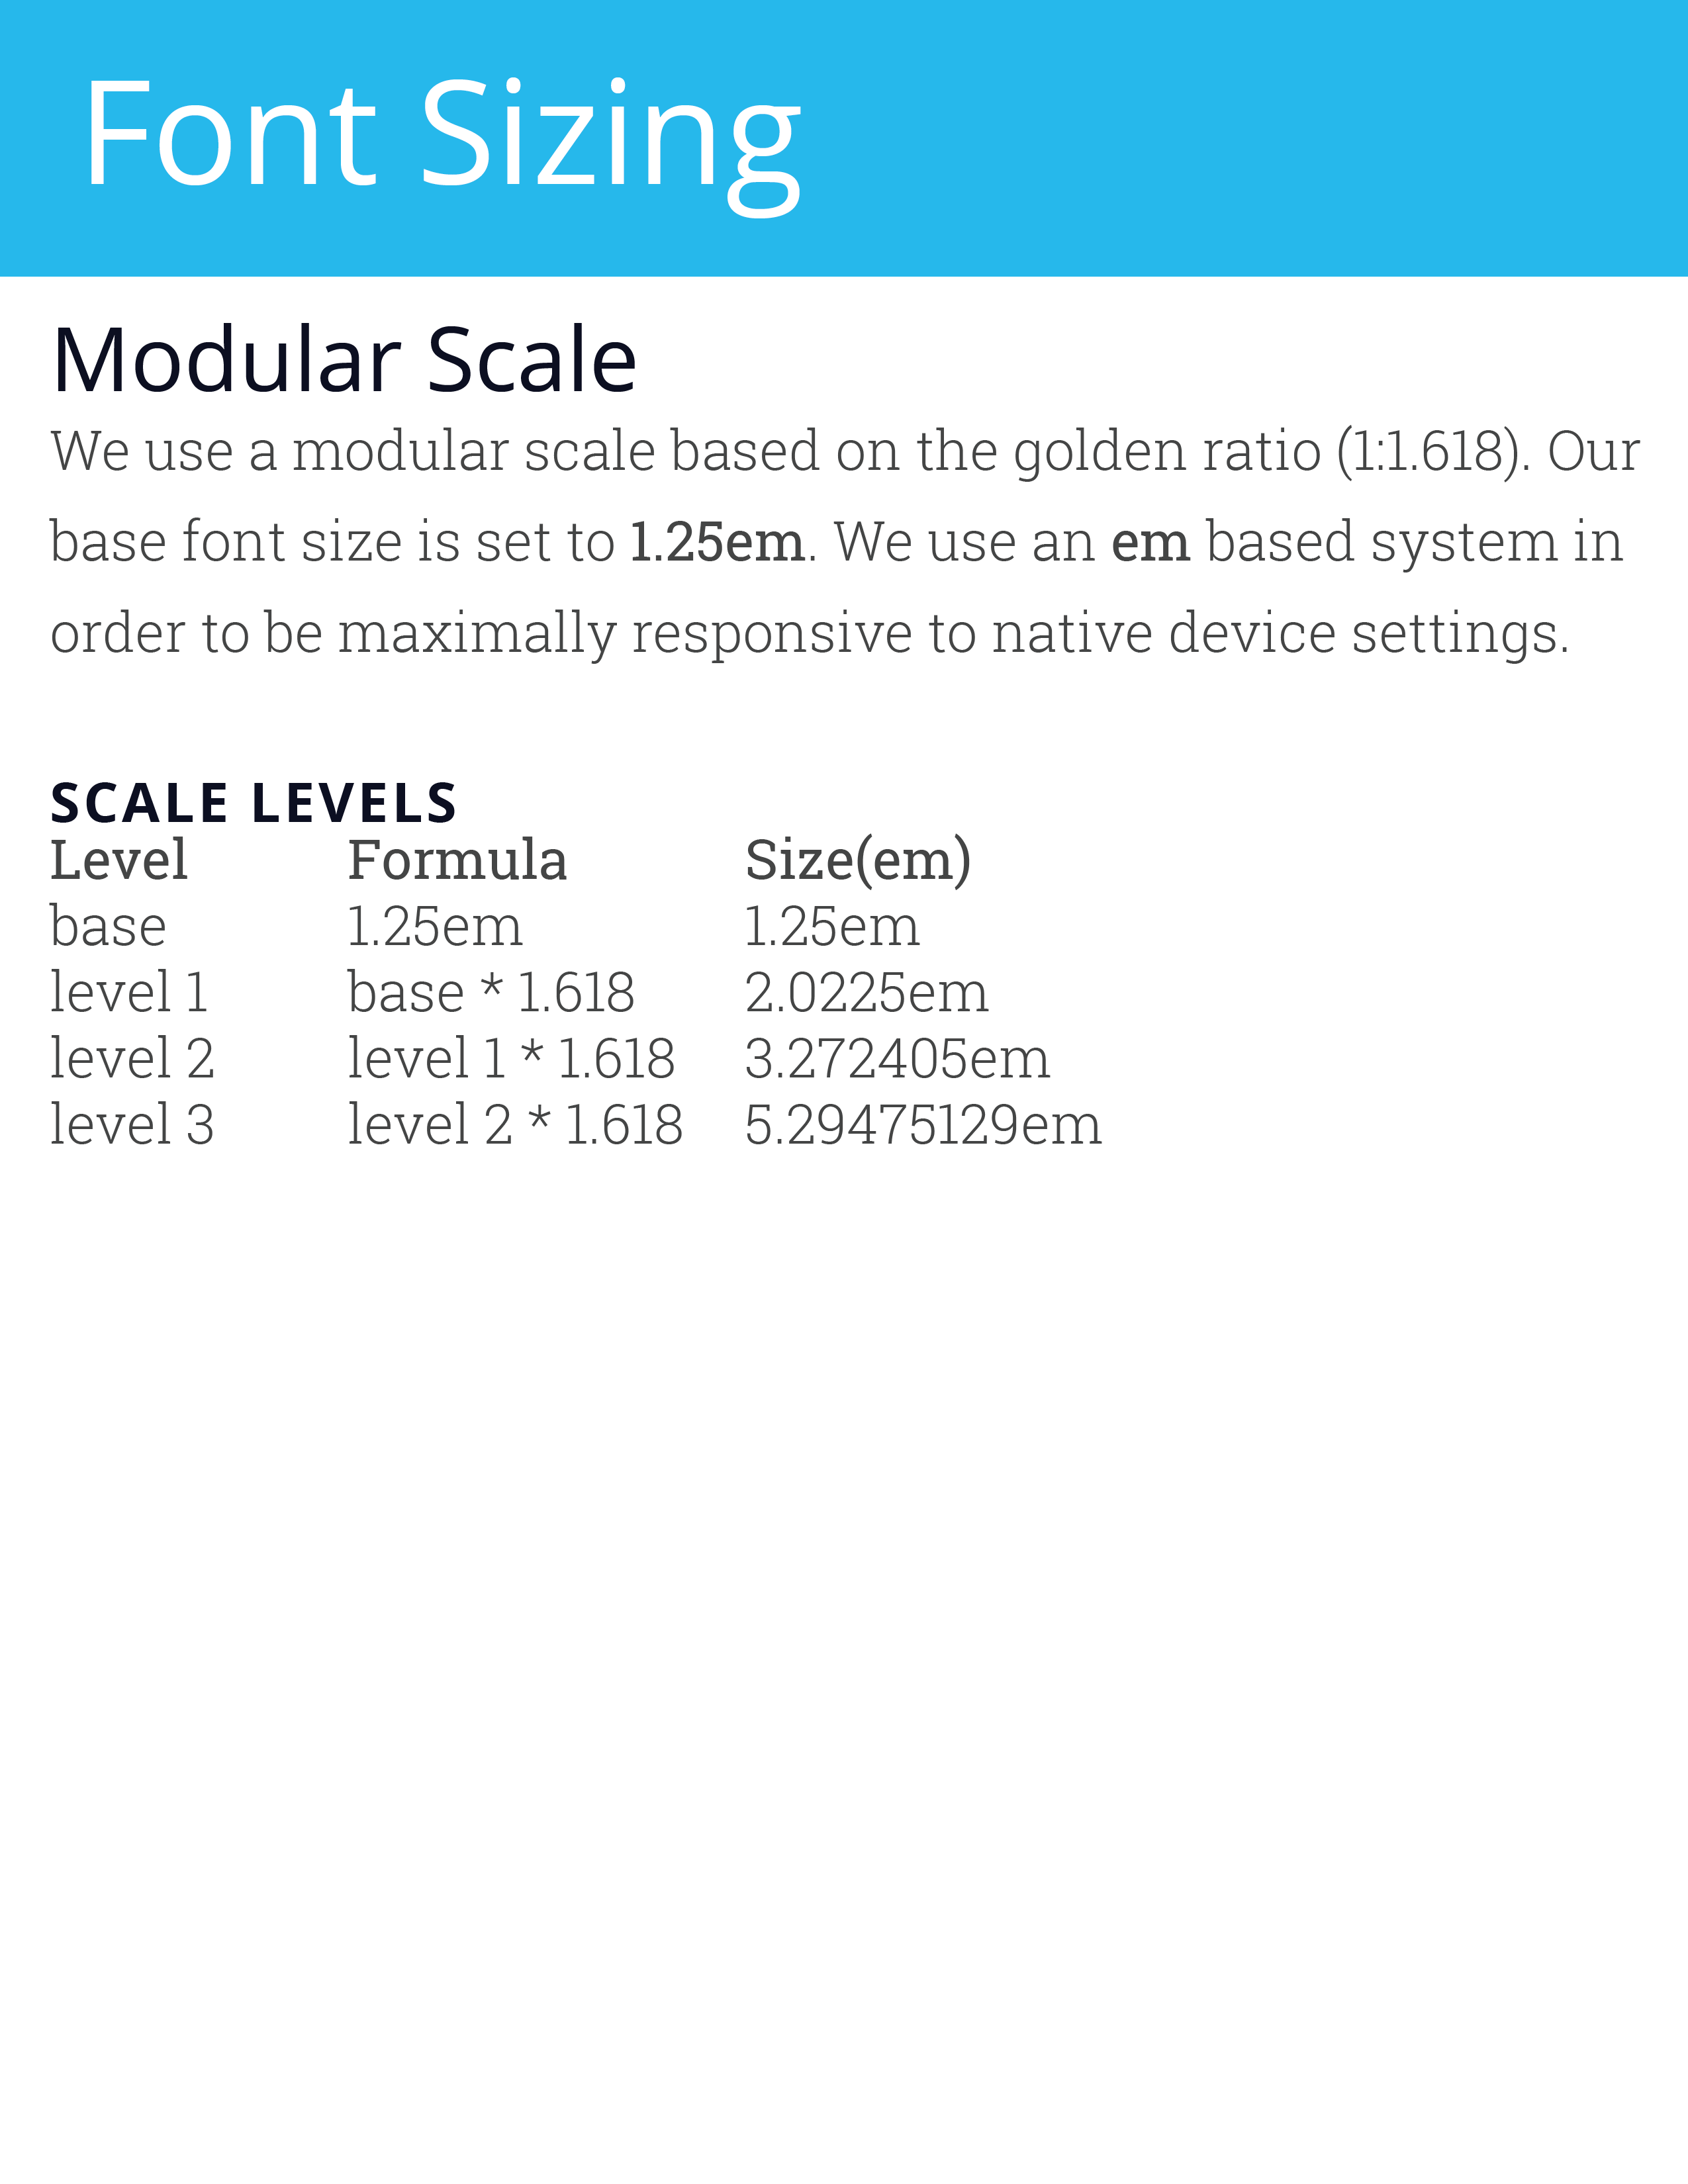 Font Sizing
Modular Scale
We use a modular scale based on the golden ratio (1:1.618). Our
base font size is set to 1.25em. We use an em based system in
order to be maximally responsive to native device settings.
SCALE LEVELS
Level Formula Size(em)
base 1.25em 1.25em
level 1 base * 1.618 2.0225em
level 2 level 1 * 1.618 3.272405em
level 3 level 2 * 1.618 5.29475129em